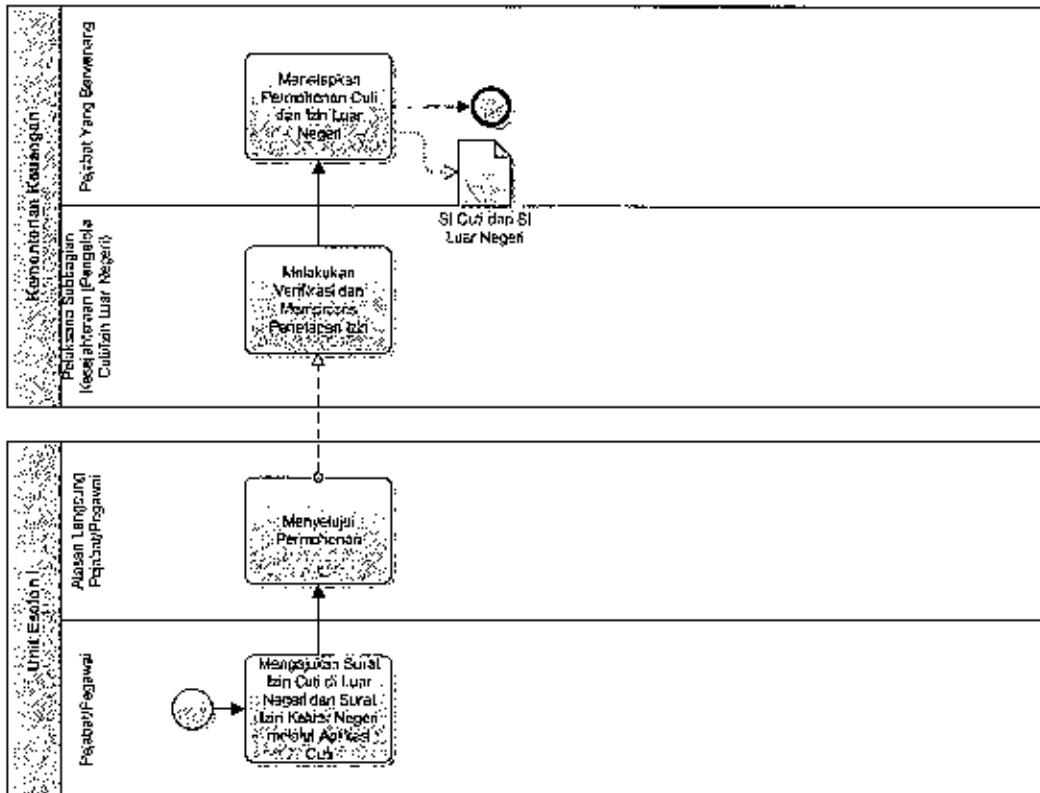 Kementerian Keuangan
Pejabat Yang Berwenang
Menetapkan
Permohonan Cuti
dan Izin Luar
Negeri
SI Cuti dan SI
Luar Negeri
Pelaksana Subbagian
Kesejahteraan (Pengelola
Cuti/Izin Luar Negeri)
Melakukan
Verifikasi dan
Memproses
Penetapan Izin
Unit Eselon I
Atasan Langsung
Pejabat/Pegawai
Menyetujui
Permohonan
Pejabat/Pegawai
Mengajukan Surat
Izin Cuti di Luar
Negeri dan Surat
Izin Ke Luar Negeri
melalui Aplikasi
Cuti